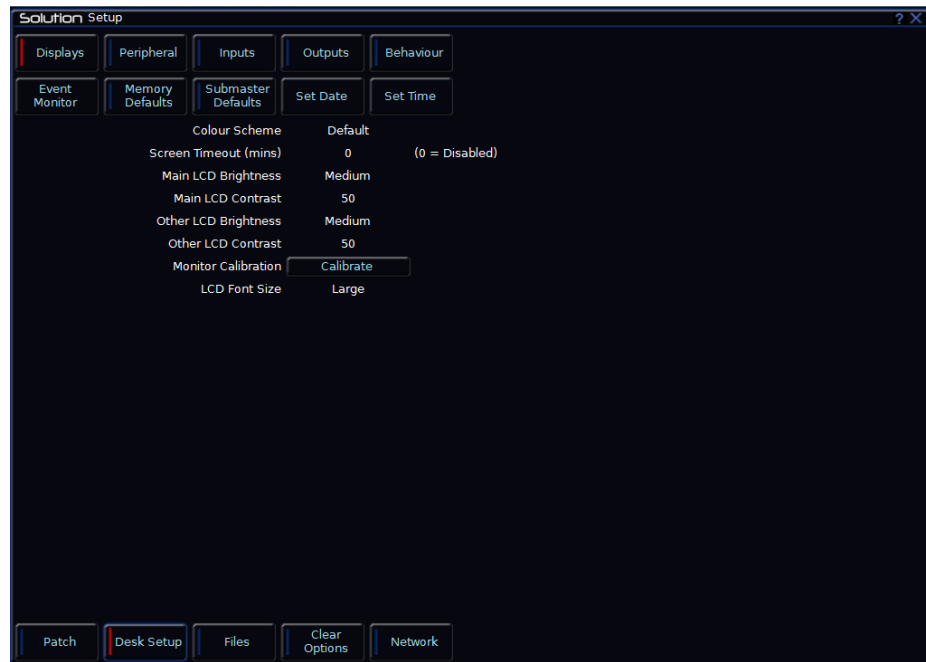 Solution Setup ? X
Displays Peripheral Inputs Outputs Behaviour
Event Monitor Memory Defaults Submaster Defaults Set Date Set Time
Colour Scheme Default
Screen Timeout (mins) 0 (0 = Disabled)
Main LCD Brightness Medium
Main LCD Contrast 50
Other LCD Brightness Medium
Other LCD Contrast 50
Monitor Calibration Calibrate
LCD Font Size Large
Patch Desk Setup Files Clear Options Network